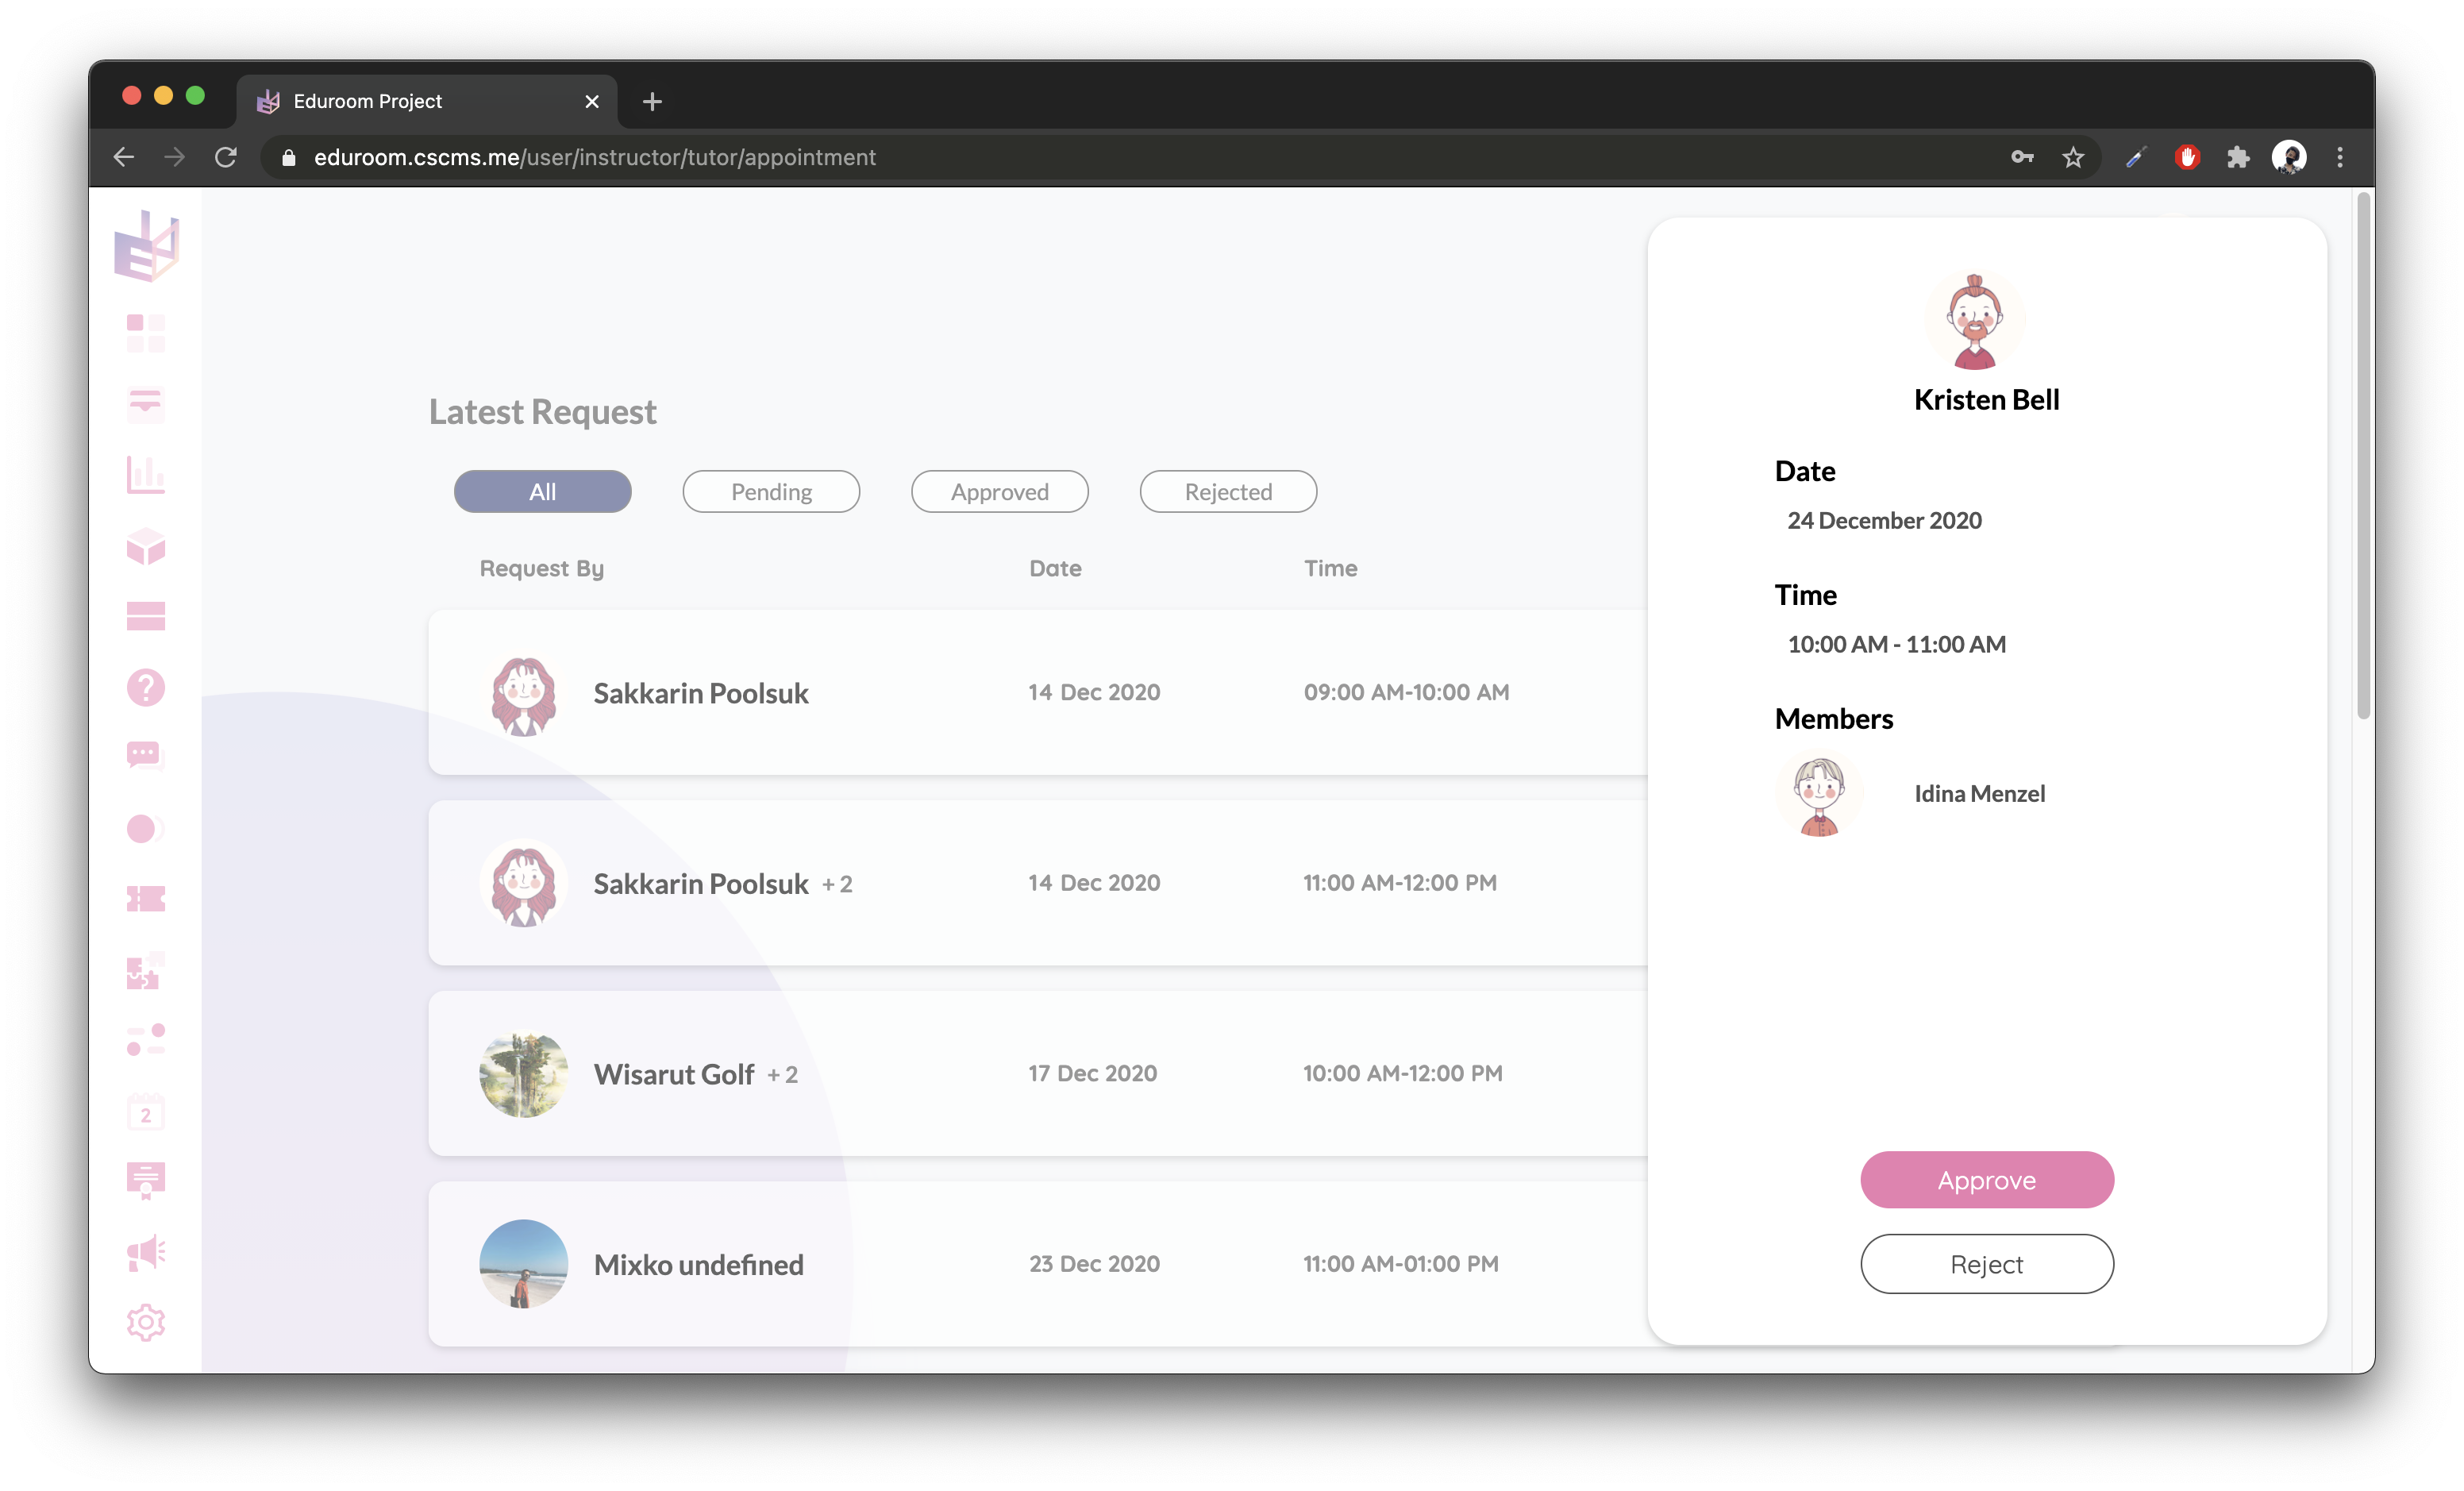 Eduroom Project
eduroom.cscms.me/user/instructor/tutor/appointment
Latest Request
All
Pending
Approved
Rejected
Request By
Date
Time
Sakkarin Poolsuk
14 Dec 2020
09:00 AM-10:00 AM
Sakkarin Poolsuk + 2
14 Dec 2020
11:00 AM-12:00 PM
Wisarut Golf + 2
17 Dec 2020
10:00 AM-12:00 PM
Mixko undefined
23 Dec 2020
11:00 AM-01:00 PM
2
Kristen Bell
Date
24 December 2020
Time
10:00 AM - 11:00 AM
Members
Idina Menzel
Approve
Reject